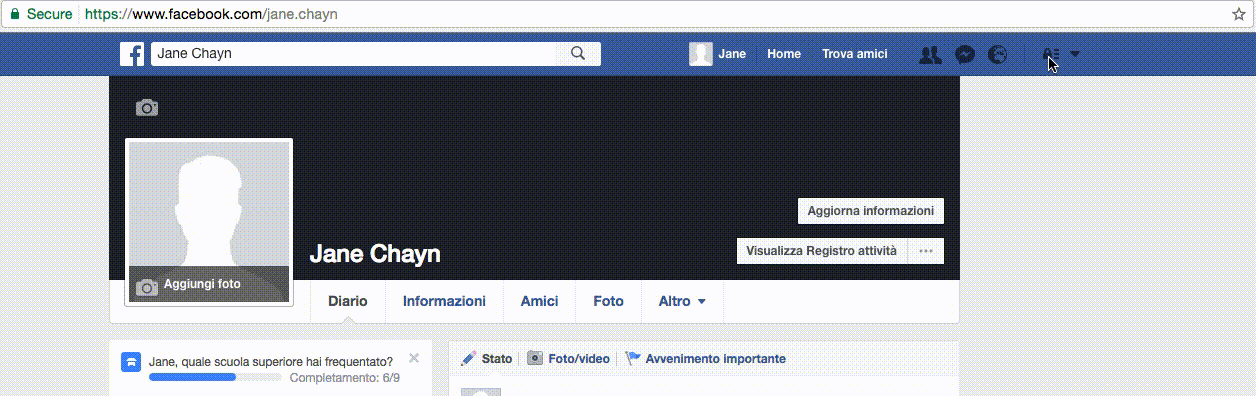 Secure https://www.facebook.com/jane.chayn
Jane Chayn Jane Home Trova amici
Aggiorna informazioni
Visualizza Registro attività ...
Jane Chayn
Aggiungi foto
Diario Informazioni Amici Foto Altro
Jane, quale scuola superiore hai frequentato?
Completamento: 6/9
Stato Foto/video Avvenimento importante